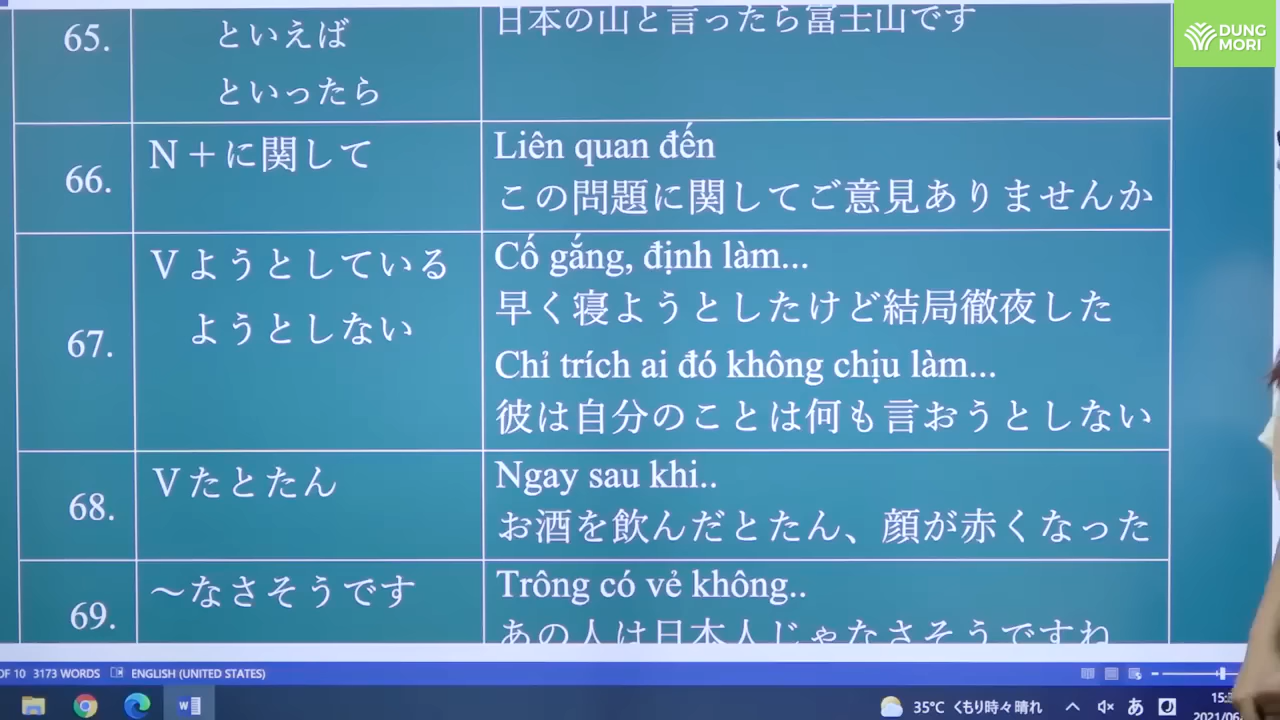 DUNG
MORI
65.
といえば
といったら
日本の山と言ったら富士山です
66.
N＋に関して
Liên quan đến
この問題に関してご意見ありませんか
67.
Vようとしている
ようとしない
Cố gắng, định làm...
早く寝ようとしたけど結局徹夜した
Chỉ trích ai đó không chịu làm...
彼は自分のことは何も言おうとしない
68.
Vたとたん
Ngay sau khi..
お酒を飲んだとたん、顔が赤くなった
69.
～なさそうです
Trông có vẻ không..
あの人は日本人じゃなさそうですね
OF 10 3173 WORDS ENGLISH (UNITED STATES)
35°C くもり時々晴れ あ
15:
2021/06